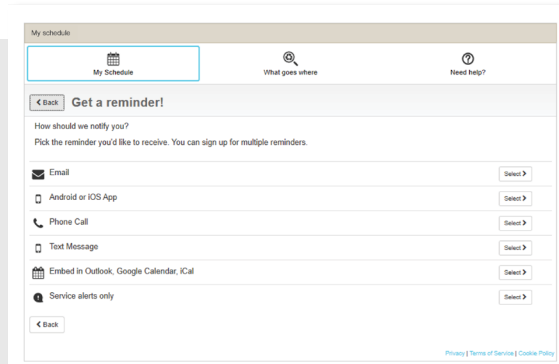 My schedule
My Schedule
What goes where
Need help?
Back
Get a reminder!
How should we notify you?
Pick the reminder you'd like to receive. You can sign up for multiple reminders.
Email
Select
Android or iOS App
Select
Phone Call
Select
Text Message
Select
Embed in Outlook, Google Calendar, iCal
Select
Service alerts only
Select
Back
Privacy | Terms of Service | Cookie Policy